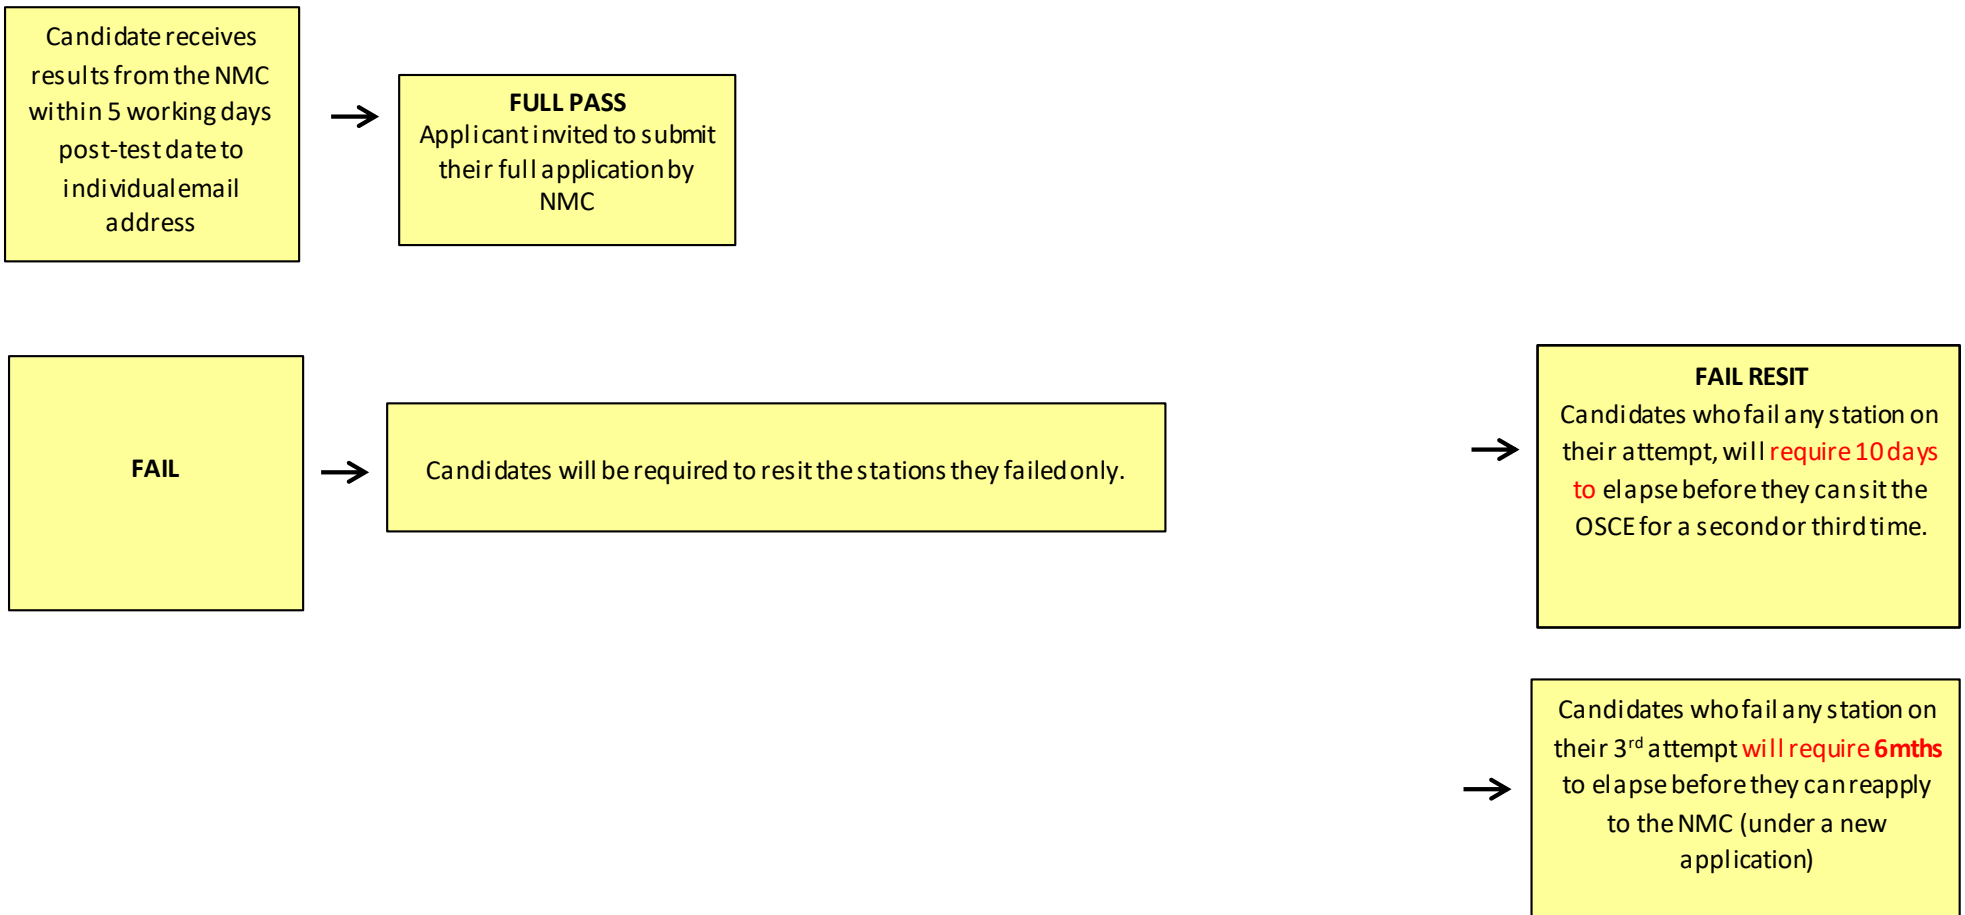 Candidate receives
results from the NMC
within 5 working days
post-test date to
individual email
address
FULL PASS
Applicant invited to submit
their full application by
NMC
FAIL
Candidates will be required to resit the stations they failed only.
FAIL RESIT
Candidates who fail any station on
their attempt, will require 10 days
to elapse before they can sit the
OSCE for a second or third time.
Candidates who fail any station on
their 3rd attempt will require 6mths
to elapse before they can reapply
to the NMC (under a new
application)